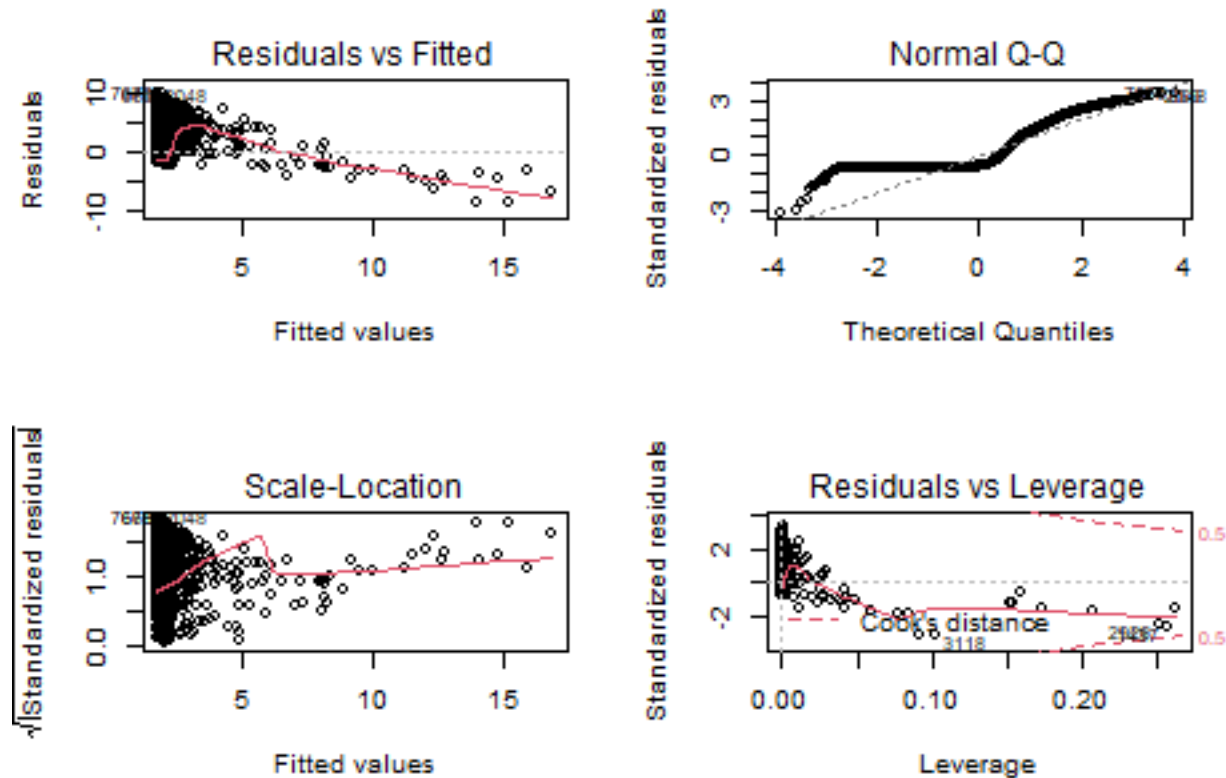 Residuals vs Fitted
Residuals
10
0
-10
5
10
15
Fitted values
Normal Q-Q
Standardized residuals
3
0
-3
-4
-2
0
2
4
Theoretical Quantiles
Scale-Location
√|Standardized residuals|
1.0
0.0
5
10
15
Fitted values
Residuals vs Leverage
Standardized residuals
2
-2
0.5
0.5
Cook's distance
3118
0.00
0.10
0.20
Leverage